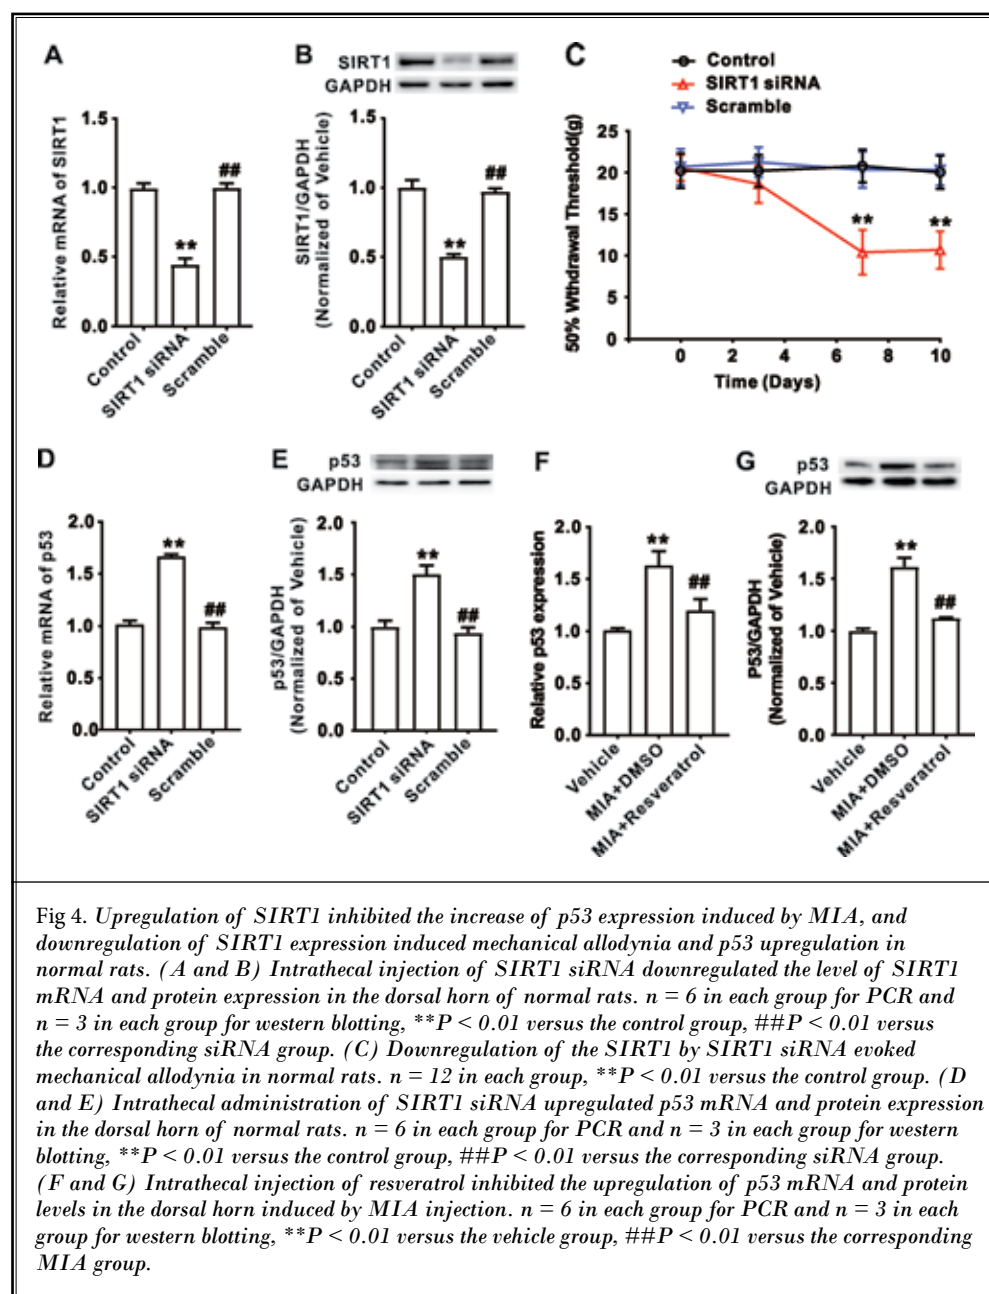 A
Relative mRNA of SIRT1
1.5
1.0
0.5
0.0
**
##
Control
SIRT1 siRNA
Scramble
B
SIRT1
GAPDH
SIRT1/GAPDH
(Normalized of Vehicle)
1.5
1.0
0.5
0.0
**
##
Control
SIRT1 siRNA
Scramble
C
Control
SIRT1 siRNA
Scramble
50% Wthdrawal Threshold(g)
25
20
15
10
5
0
**
**
0 2 4 6 8 10
Time (Days)
D
Relative mRNA of p53
2.0
1.5
1.0
0.5
0.0
**
##
Control
SIRT1 siRNA
Scramble
E
p53
GAPDH
p53/GAPDH
(Normalized of Vehicle)
2.0
1.5
1.0
0.5
0.0
**
##
Control
SIRT1 siRNA
Scramble
F
Relative p53 expression
2.0
1.5
1.0
0.5
0.0
**
##
Vehicle
MIA+DMSO
MIA+Resveratrol
G
p53
GAPDH
P53/GAPDH
(Normalized of Vehicle)
2.0
1.5
1.0
0.5
0.0
**
##
Vehicle
MIA+DMSO
MIA+Resveratrol
Fig 4. Upregulation of SIRT1 inhibited the increase of p53 expression induced by MIA, and
downregulation of SIRT1 expression induced mechanical allodynia and p53 upregulation in
normal rats. (A and B) Intrathecal injection of SIRT1 siRNA downregulated the level of SIRT1
mRNA and protein expression in the dorsal horn of normal rats. n = 6 in each group for PCR and
n = 3 in each group for western blotting, **P < 0.01 versus the control group, ##P < 0.01 versus
the corresponding siRNA group. (C) Downregulation of the SIRT1 by SIRT1 siRNA evoked
mechanical allodynia in normal rats. n = 12 in each group, **P < 0.01 versus the control group. (D
and E) Intrathecal administration of SIRT1 siRNA upregulated p53 mRNA and protein expression
in the dorsal horn of normal rats. n = 6 in each group for PCR and n = 3 in each group for western
blotting, **P < 0.01 versus the control group, ##P < 0.01 versus the corresponding siRNA group.
(F and G) Intrathecal injection of resveratrol inhibited the upregulation of p53 mRNA and protein
levels in the dorsal horn induced by MIA injection. n = 6 in each group for PCR and n = 3 in each
group for western blotting, **P < 0.01 versus the vehicle group, ##P < 0.01 versus the corresponding
MIA group.